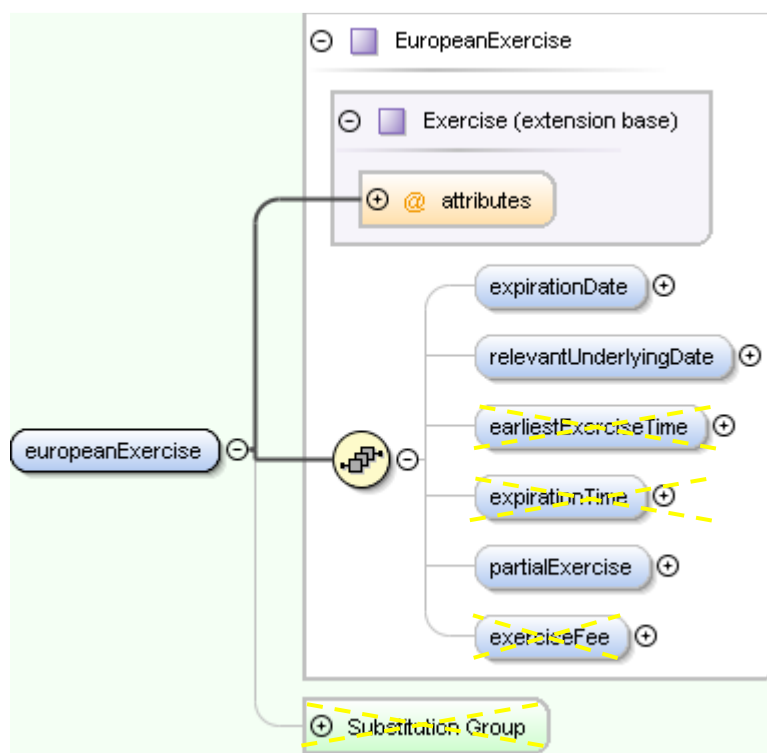 EuropeanExercise
Exercise (extension base)
@ attributes
expirationDate
relevantUnderlyingDate
earliestExerciseTime
europeanExercise
expirationTime
partialExercise
exerciseFee
Substitution Group